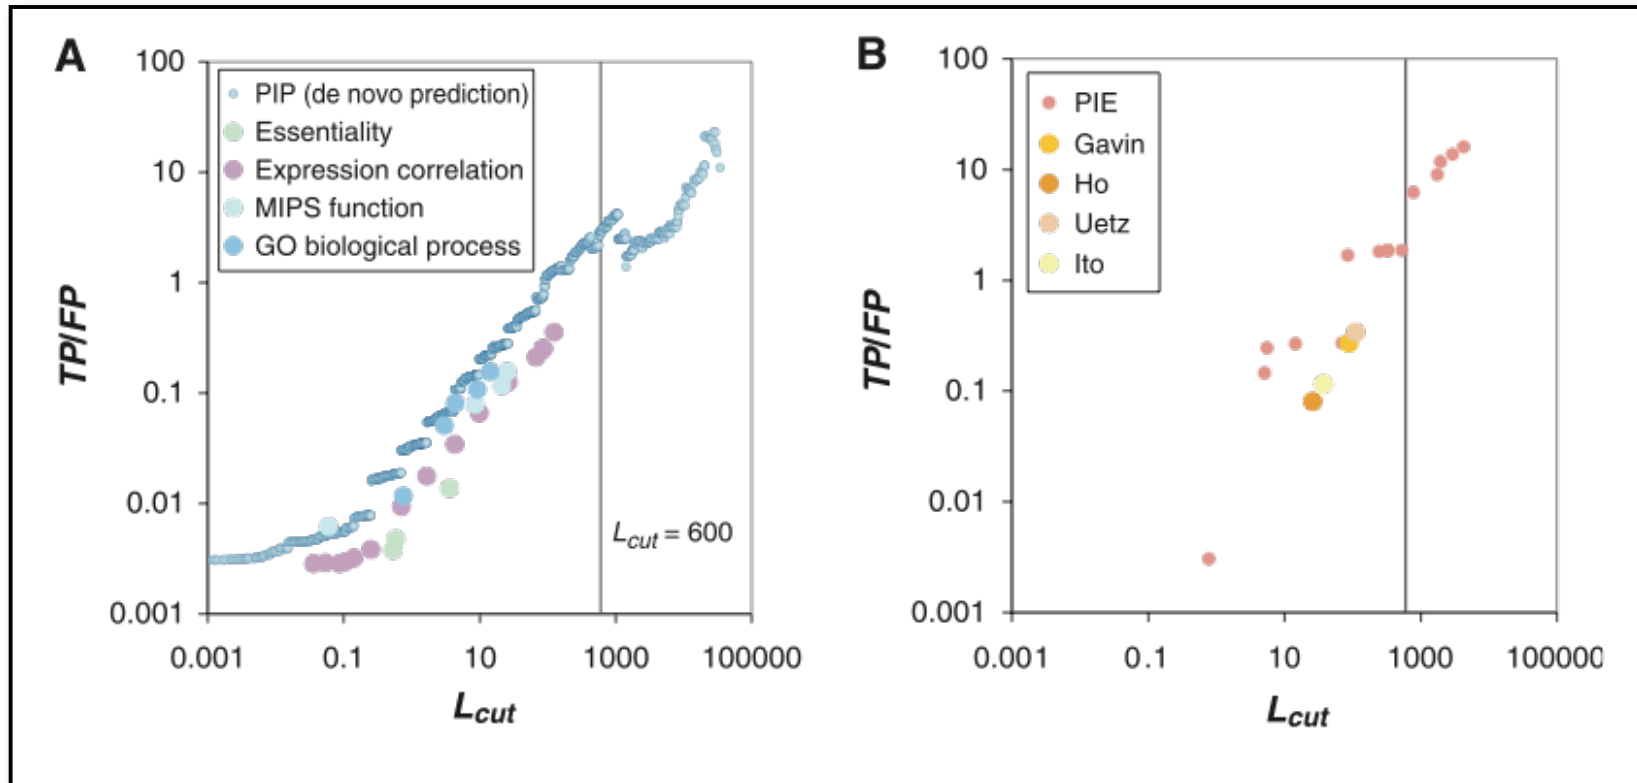 A
100
10
1
0.1
0.01
0.001
TP/FP
PIP (de novo prediction)
Essentiality
Expression correlation
MIPS function
GO biological process
Lcut = 600
0.001 0.1 10 1000 100000
Lcut
B
100
10
1
0.1
0.01
0.001
TP/FP
PIE
Gavin
Ho
Uetz
Ito
0.001 0.1 10 1000 100000
Lcut